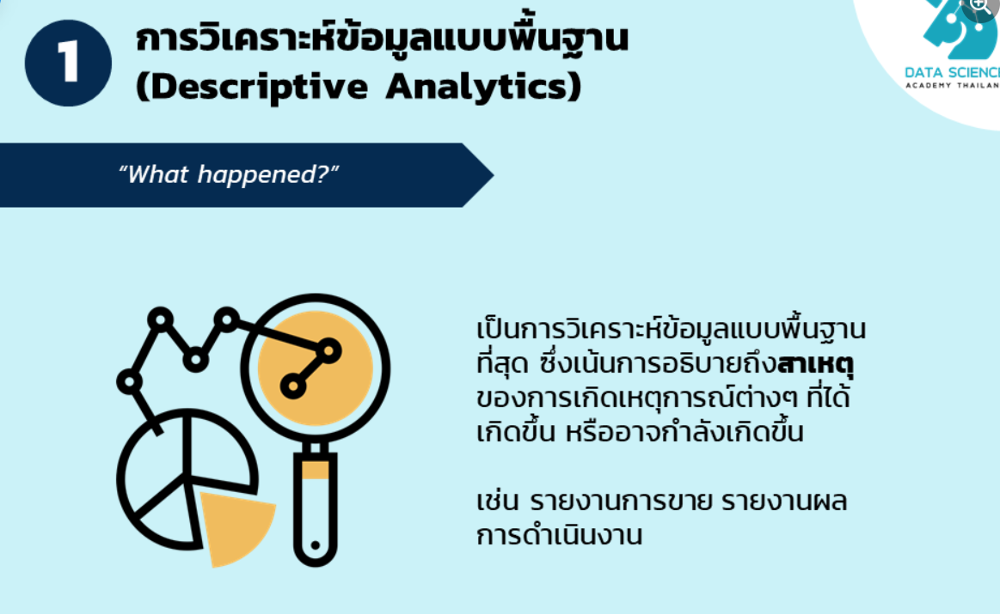 1
การวิเคราะห์ข้อมูลแบบพื้นฐาน
(Descriptive Analytics)
DATA SCIENC
ACADEMY THAILAN
“What happened?”
เป็นการวิเคราะห์ข้อมูลแบบพื้นฐาน
ที่สุด ซึ่งเน้นการอธิบายถึงสาเหตุ
ของการเกิดเหตุการณ์ต่างๆ ที่ได้
เกิดขึ้น หรืออาจกำลังเกิดขึ้น
เช่น รายงานการขาย รายงานผล
การดำเนินงาน